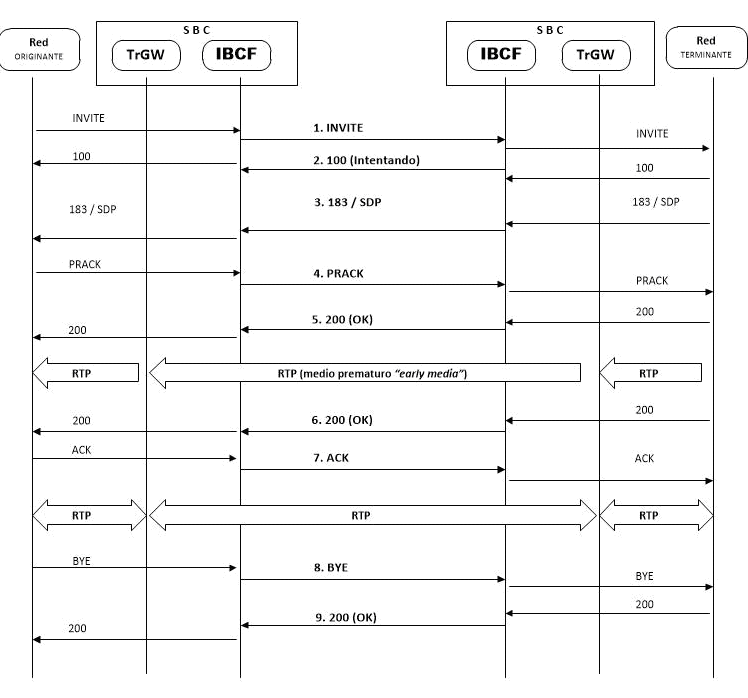 S B C
S B C
Red
ORIGINANTE
TrGW
IBCF
IBCF
TrGW
Red
TERMINANTE
INVITE
1. INVITE
INVITE
100
2. 100 (Intentando)
100
183 / SDP
3. 183 / SDP
183 / SDP
PRACK
4. PRACK
PRACK
200
5. 200 (OK)
200
RTP
RTP (medio prematuro “early media”)
RTP
200
6. 200 (OK)
200
ACK
7. ACK
ACK
RTP
RTP
RTP
BYE
8. BYE
BYE
200
9. 200 (OK)
200